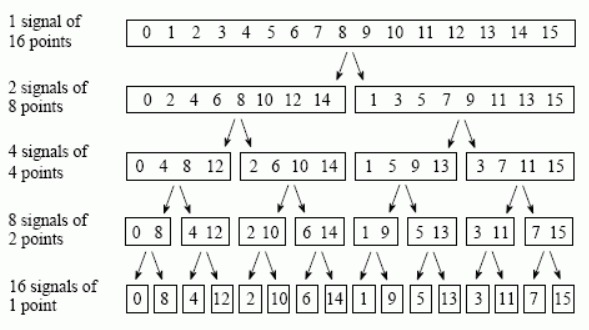 1 signal of
16 points
0 1 2 3 4 5 6 7 8 9 10 11 12 13 14 15
2 signals of
8 points
0 2 4 6 8 10 12 14 1 3 5 7 9 11 13 15
4 signals of
4 points
0 4 8 12 2 6 10 14 1 5 9 13 3 7 11 15
8 signals of
2 points
0 8 4 12 2 10 6 14 1 9 5 13 3 11 7 15
16 signals of
1 point
0 8 4 12 2 10 6 14 1 9 5 13 3 11 7 15